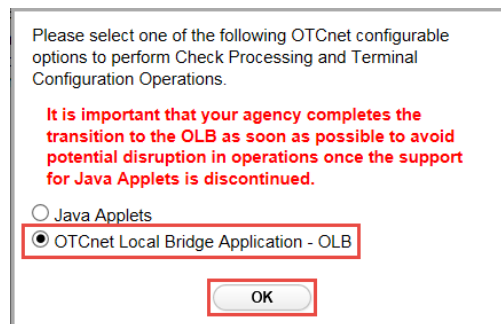 Please select one of the following OTCnet configurable
options to perform Check Processing and Terminal
Configuration Operations.
It is important that your agency completes the
transition to the OLB as soon as possible to avoid
potential disruption in operations once the support
for Java Applets is discontinued.
Java Applets
OTCnet Local Bridge Application - OLB
OK